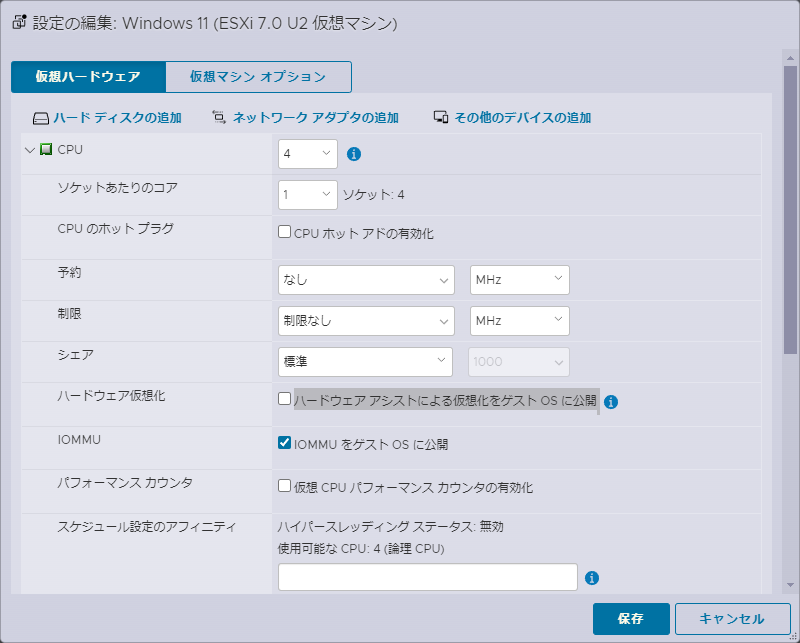 設定の編集: Windows 11 (ESXi 7.0 U2 仮想マシン)
仮想ハードウェア 仮想マシン オプション
ハード ディスクの追加 ネットワーク アダプタの追加 その他のデバイスの追加
CPU 4
ソケットあたりのコア 1 ソケット: 4
CPU のホット プラグ CPU ホット アドの有効化
予約 なし MHz
制限 制限なし MHz
シェア 標準 1000
ハードウェア仮想化 ハードウェア アシストによる仮想化をゲスト OS に公開
IOMMU IOMMU をゲスト OS に公開
パフォーマンス カウンタ 仮想 CPU パフォーマンス カウンタの有効化
スケジュール設定のアフィニティ ハイパースレッディング ステータス: 無効
使用可能な CPU: 4 (論理 CPU)
保存 キャンセル